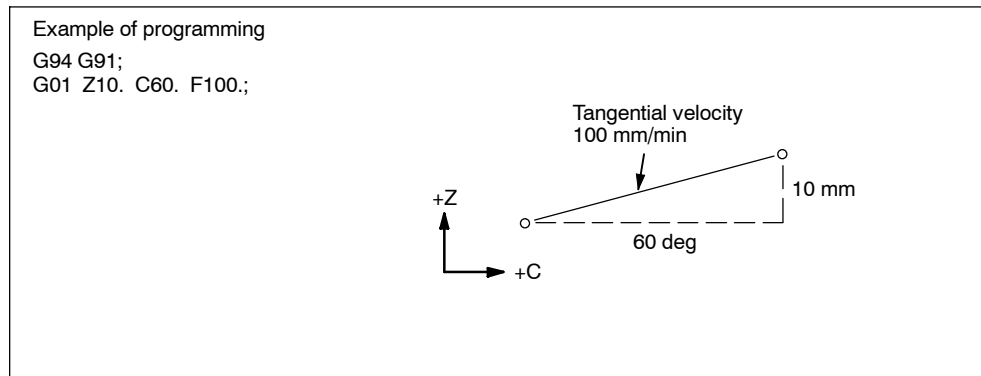 Example of programming
G94 G91;
G01  Z10.  C60.  F100.;
Tangential velocity
100 mm/min
10 mm
+Z
60 deg
+C